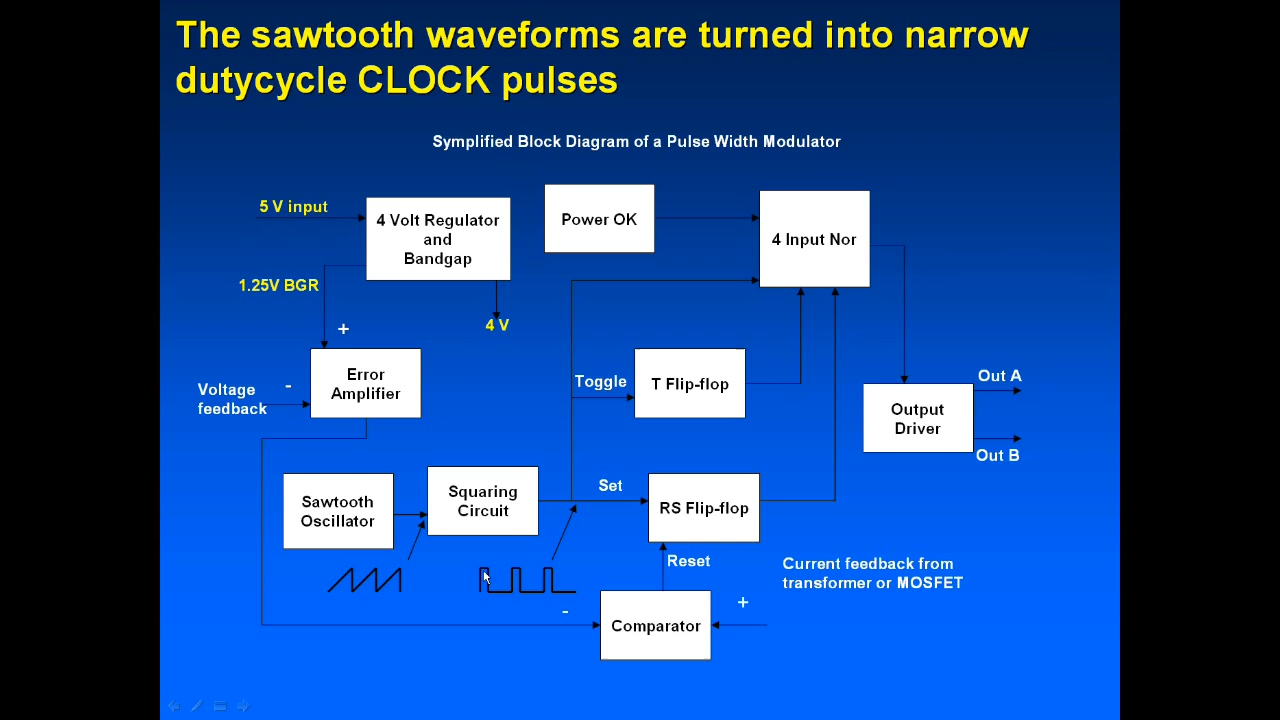 The sawtooth waveforms are turned into narrow
dutycycle CLOCK pulses
Symplified Block Diagram of a Pulse Width Modulator
5 V input
4 Volt Regulator
and
Bandgap
Power OK
4 Input Nor
1.25V BGR
4 V
+
Error
Amplifier
-
Voltage
feedback
Toggle
T Flip-flop
Out A
Output
Driver
Out B
Sawtooth
Oscillator
Squaring
Circuit
Set
RS Flip-flop
Reset
Current feedback from
transformer or MOSFET
-
Comparator
+